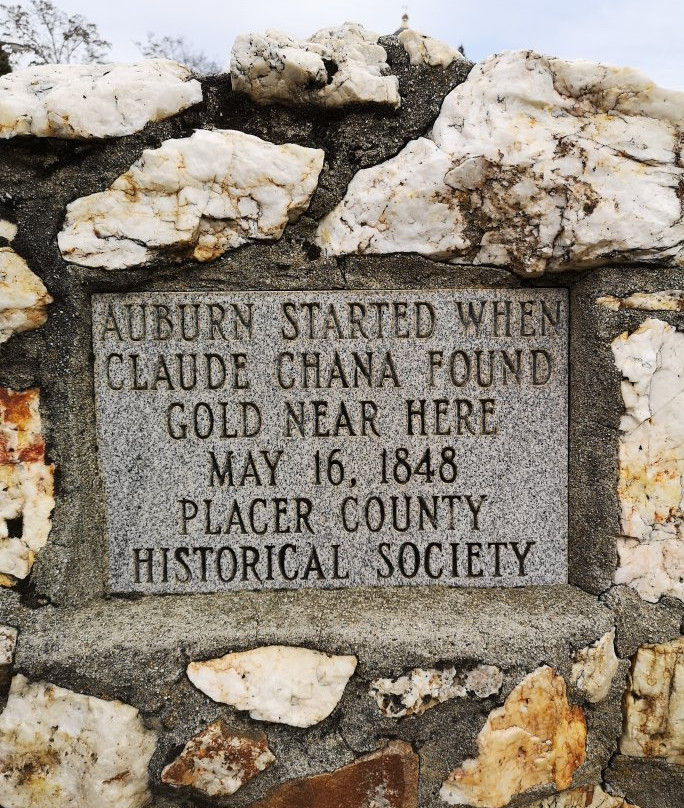 AUBURN STARTED WHEN
CLAUDE CHANA FOUND
GOLD NEAR HERE
MAY 16, 1848
PLACER COUNTY
HISTORICAL SOCIETY